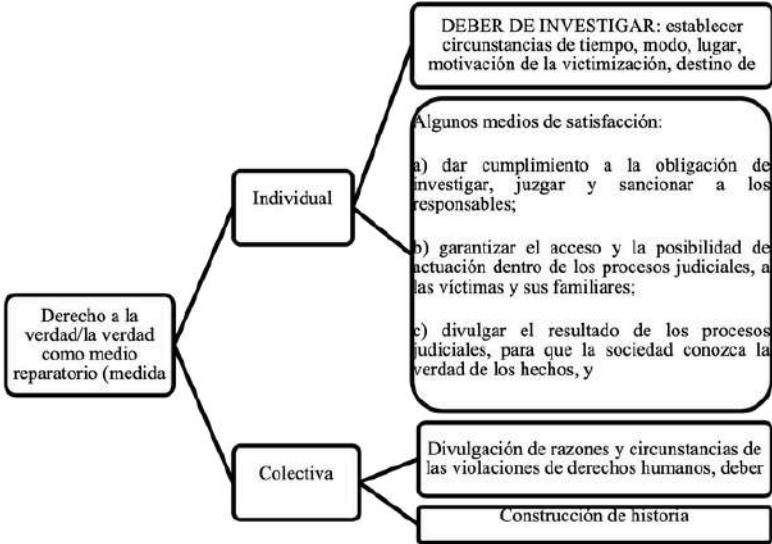 DEBER DE INVESTIGAR: establecer
circunstancias de tiempo, modo, lugar,
motivación de la victimización, destino de
Algunos medios de satisfacción:
a) dar cumplimiento a la obligación de
investigar, juzgar y sancionar a los
responsables;
b) garantizar el acceso y la posibilidad de
actuación dentro de los procesos judiciales, a
las víctimas y sus familiares;
c) divulgar el resultado de los procesos
judiciales, para que la sociedad conozca la
verdad de los hechos, y
Individual
Derecho a la
verdad/la verdad
como medio
reparatorio (medida
Colectiva
Divulgación de razones y circunstancias de
las violaciones de derechos humanos, deber
Construcción de historia